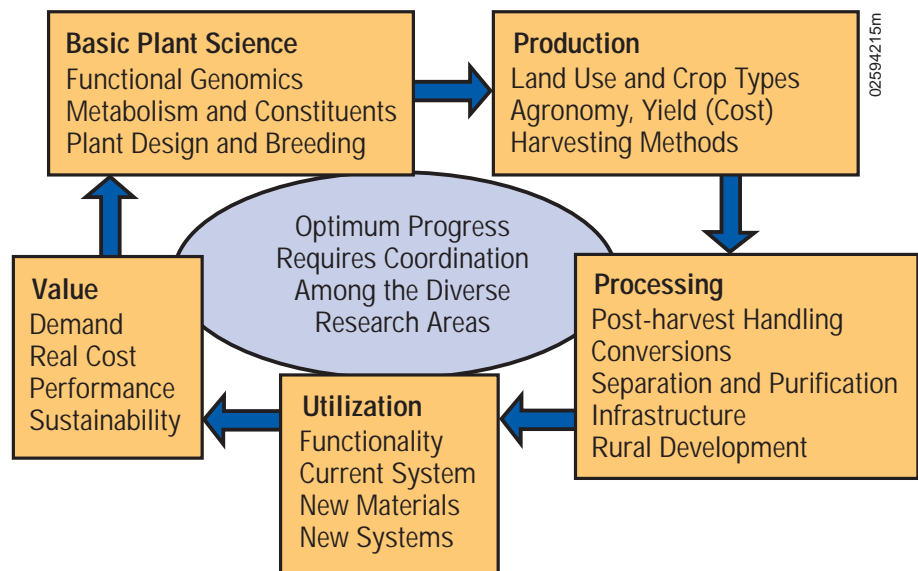 Basic Plant Science
Functional Genomics
Metabolism and Constituents
Plant Design and Breeding
Production
Land Use and Crop Types
Agronomy, Yield (Cost)
Harvesting Methods
02594215m
Optimum Progress
Requires Coordination
Among the Diverse
Research Areas
Value
Demand
Real Cost
Performance
Sustainability
Processing
Post-harvest Handling
Conversions
Separation and Purification
Infrastructure
Rural Development
Utilization
Functionality
Current System
New Materials
New Systems